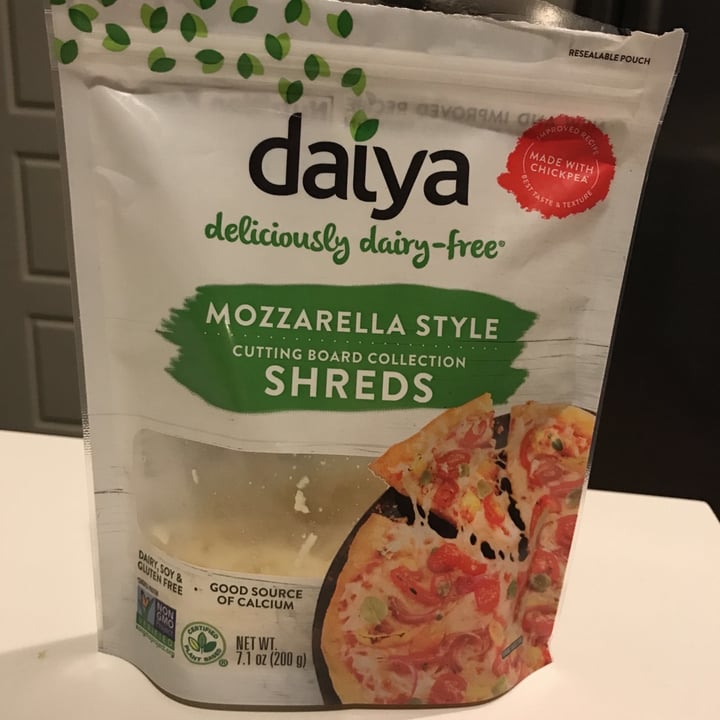 RESEALABLE POUCH
daiya
deliciously dairy-free®
IMPROVED RECIPE
MADE WITH
CHICKPEA
BEST TASTE & TEXTURE
MOZZARELLA STYLE
CUTTING BOARD COLLECTION
SHREDS
DAIRY, SOY &
GLUTEN FREE
GOOD SOURCE
OF CALCIUM
NON
GMO
VERIFIED
CERTIFIED
PLANT BASED
NET WT.
7.1 oz (200 g)